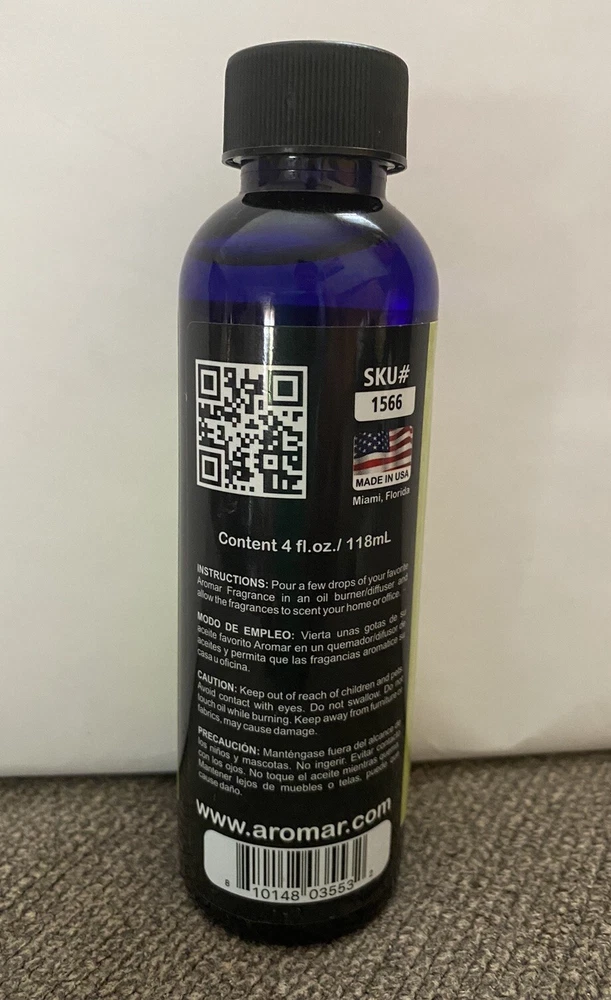 SKU#
1566
MADE IN USA
Miami, Florida
Content 4 fl.oz./ 118mL
INSTRUCTIONS: Pour a few drops of your favorite
Aromar Fragrance in an oil burner/diffuser and
allow the fragrances to scent your home or office.
MODO DE EMPLEO: Vierta unas gotas de su
aceite favorito Aromar en un quemador/difusor de
aceites y permita que las fragancias aromatice su
casa u oficina.
CAUTION: Keep out of reach of children and pets.
Avoid contact with eyes. Do not swallow. Do not
touch oil while burning. Keep away from furniture or
fabrics, may cause damage.
PRECAUCIÓN: Manténgase fuera del alcance de
los niños y mascotas. No ingerir. Evitar contacto
con los ojos. No toque el aceite mientras quema.
Mantener lejos de muebles o telas, puede que
cause daño.
www.aromar.com
8 10148 03553 2